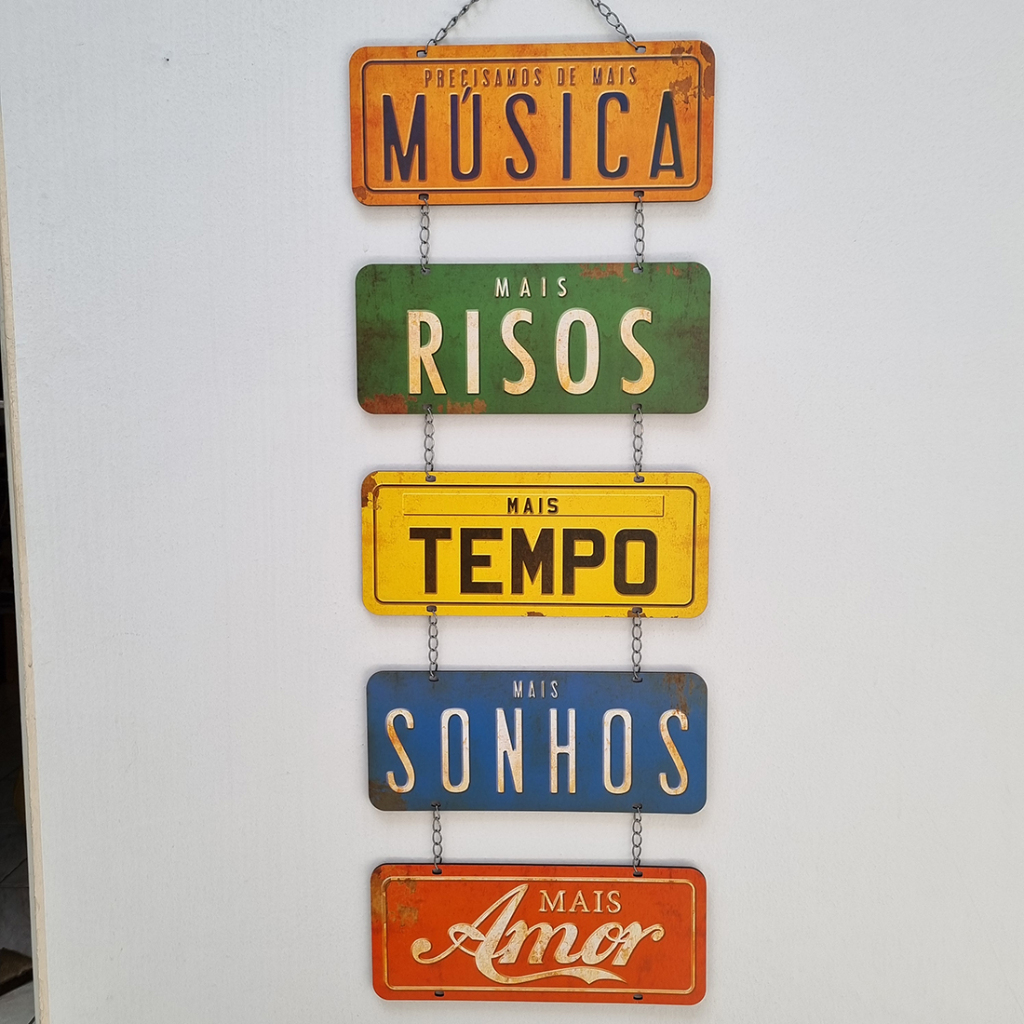 PRECISAMOS DE MAIS
MÚSICA
MAIS
RISOS
MAIS
TEMPO
MAIS
SONHOS
MAIS
Amor